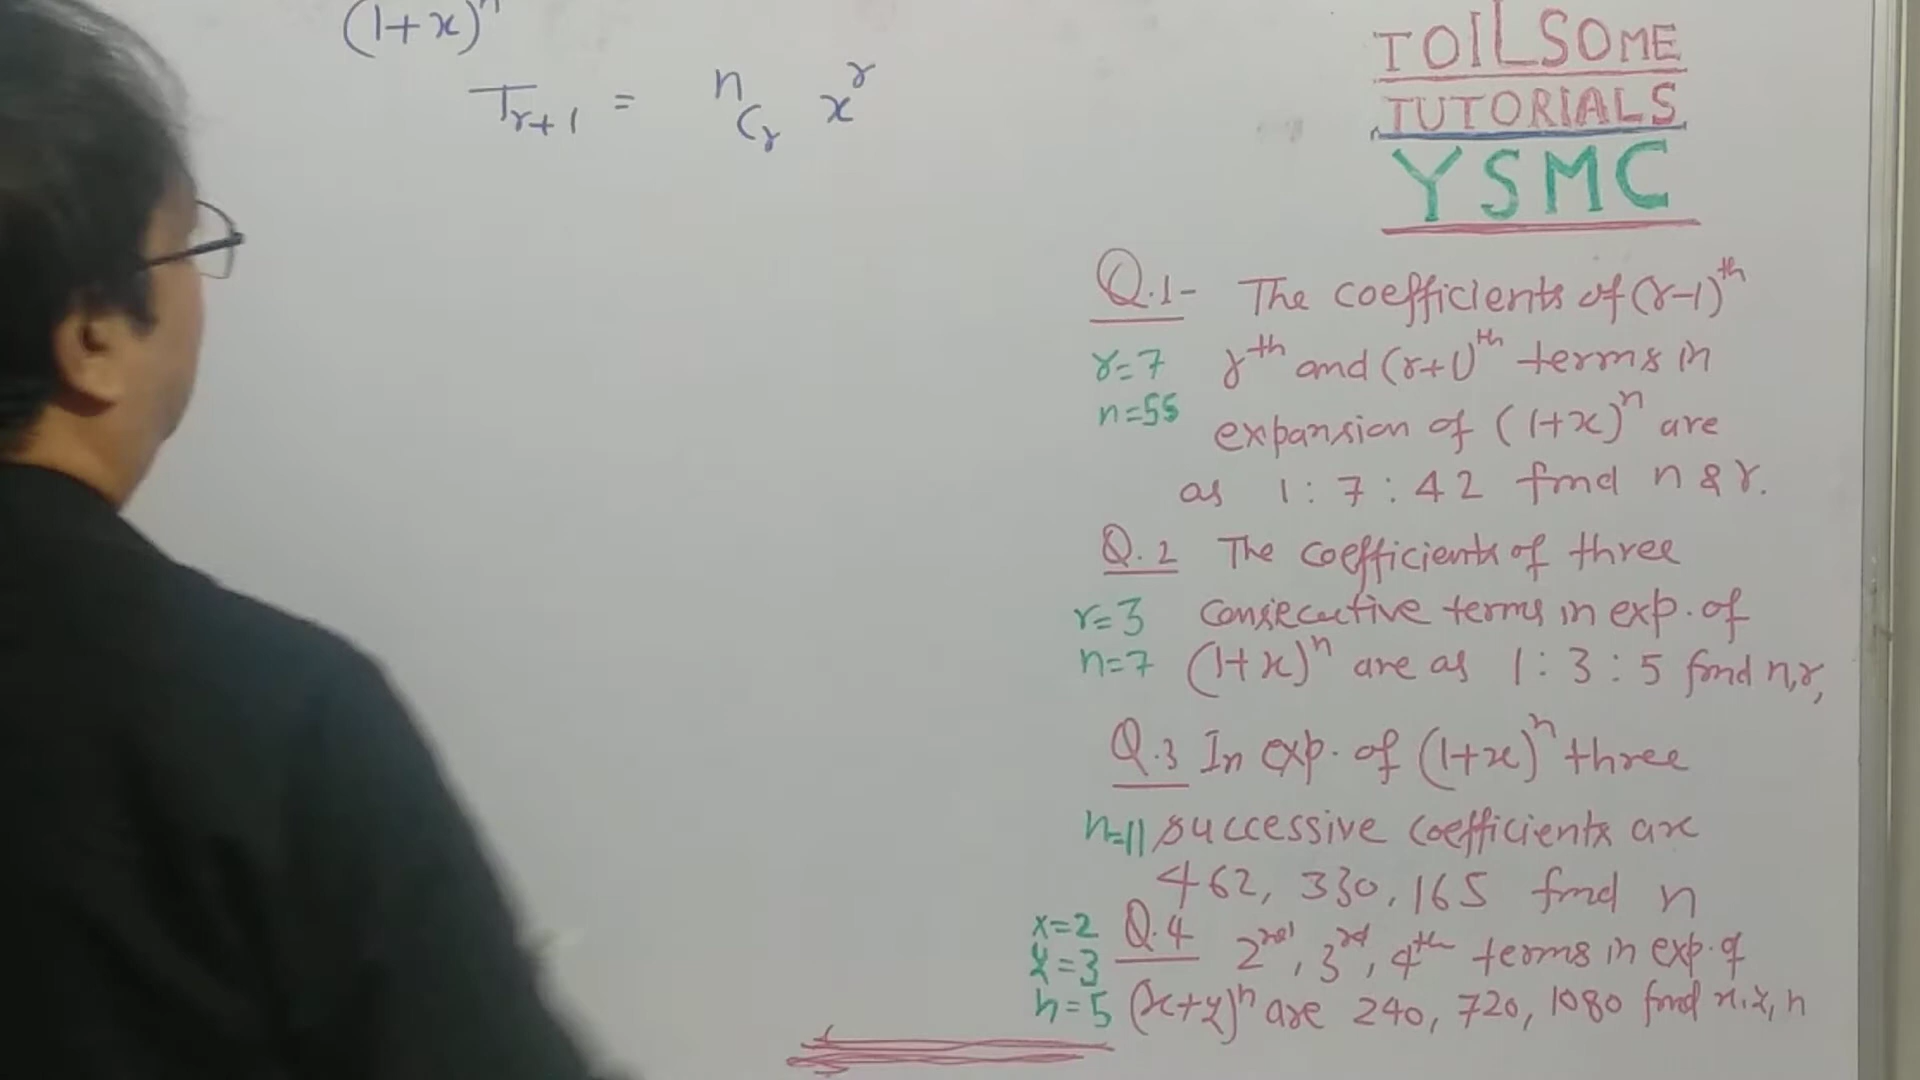 (1+x)^n
T_{r+1} = ^nC_r x^r
TOILSOME
TUTORIALS
YSMC
Q.1- The coefficients of (r-1)^th
r=7 r^th and (r+1)^th terms in
n=55 expansion of (1+x)^n are
as 1 : 7 : 42 find n & r.
Q.2 The coefficients of three
r=3 consecutive terms in exp. of
n=7 (1+x)^n are as 1 : 3 : 5 find n,r,
Q.3 In exp. of (1+x)^n three
n=11 successive coefficients are
462, 330, 165 find n
x=2 Q.4 2^nd, 3^rd, 4^th terms in exp. of
y=3
n=5 (x+y)^n are 240, 720, 1080 find x.y, n